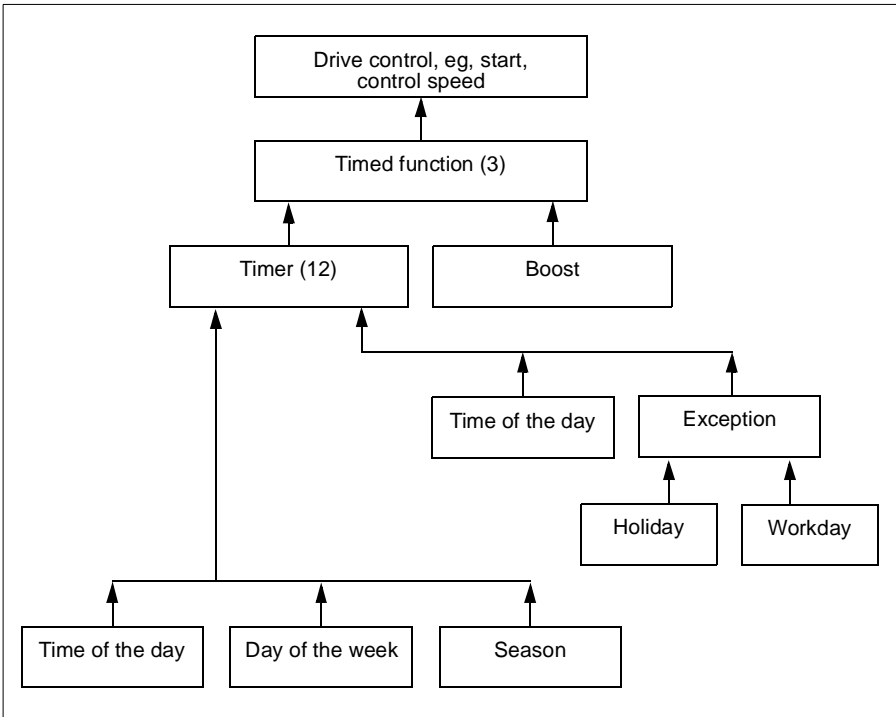 Drive control, eg, start,
control speed
Timed function (3)
Timer (12)
Boost
Time of the day
Exception
Holiday
Workday
Time of the day
Day of the week
Season